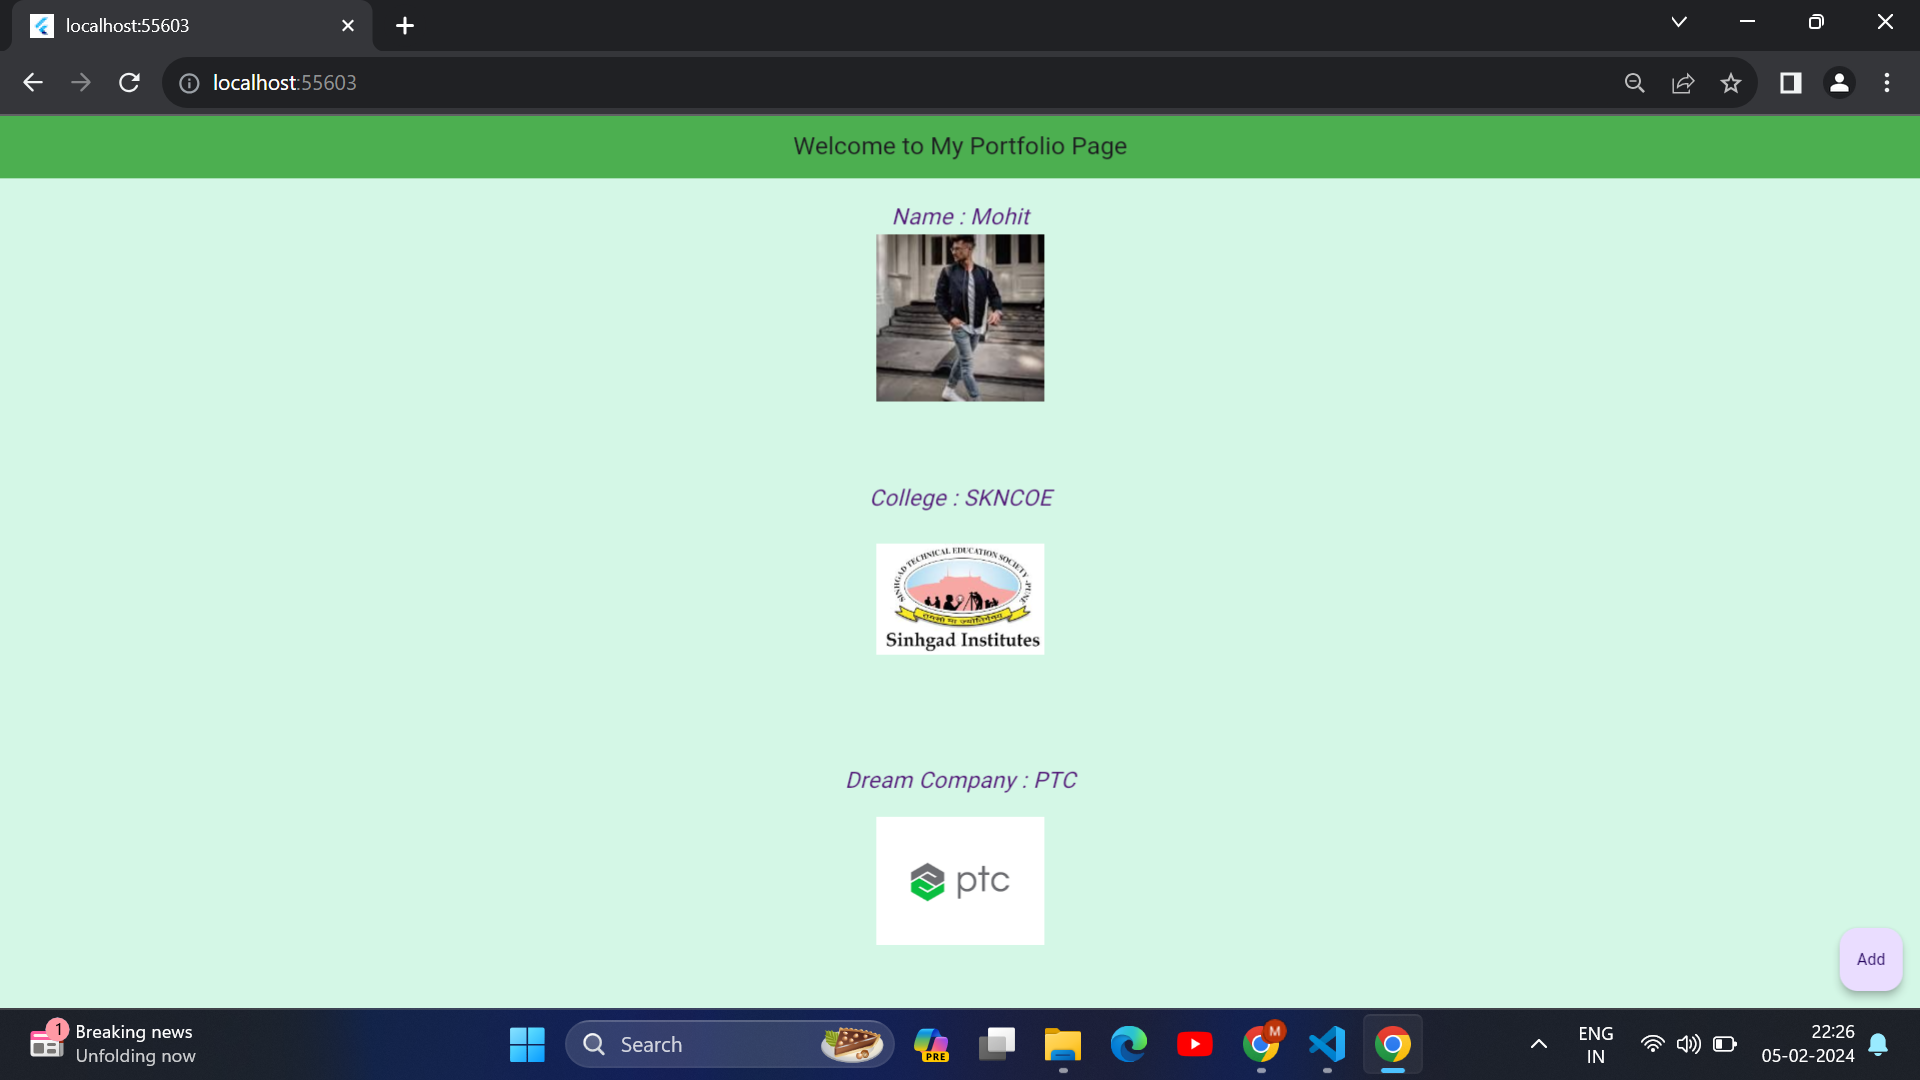 localhost:55603
localhost:55603
Welcome to My Portfolio Page
Name : Mohit
College : SKNCOE
SINHGAD TECHNICAL EDUCATION SOCIETY - PUNE
Sinhgad Institutes
Dream Company : PTC
ptc
Add
1
Breaking news
Unfolding now
Search
PRE
M
ENG
IN
22:26
05-02-2024